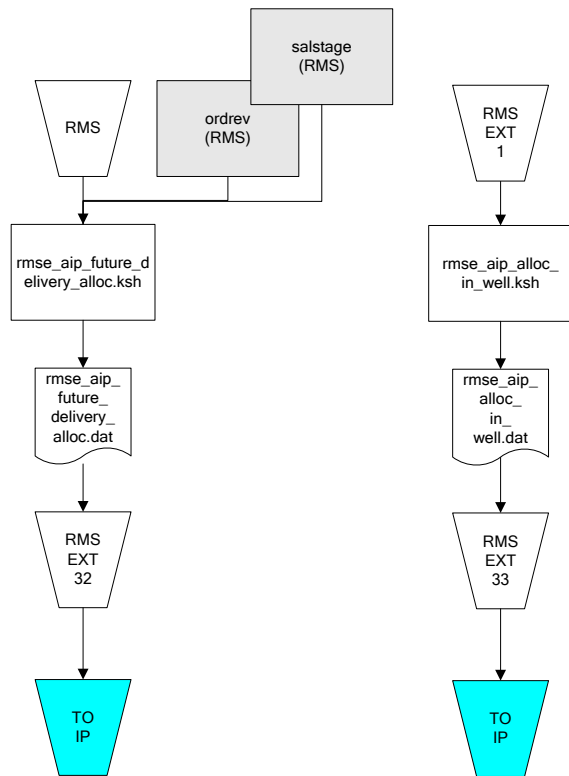 salstage
(RMS)
ordrev
(RMS)
RMS
rmse_aip_future_d
elivery_alloc.ksh
rmse_aip_
future_
delivery_
alloc.dat
RMS
EXT
32
TO
IP
RMS
EXT
1
rmse_aip_alloc_
in_well.ksh
rmse_aip_
alloc_
in_
well.dat
RMS
EXT
33
TO
IP